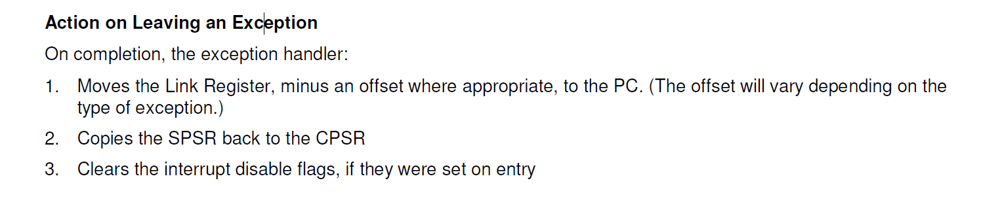 Action on Leaving an Exception
On completion, the exception handler:
1. Moves the Link Register, minus an offset where appropriate, to the PC. (The offset will vary depending on the
type of exception.)
2. Copies the SPSR back to the CPSR
3. Clears the interrupt disable flags, if they were set on entry